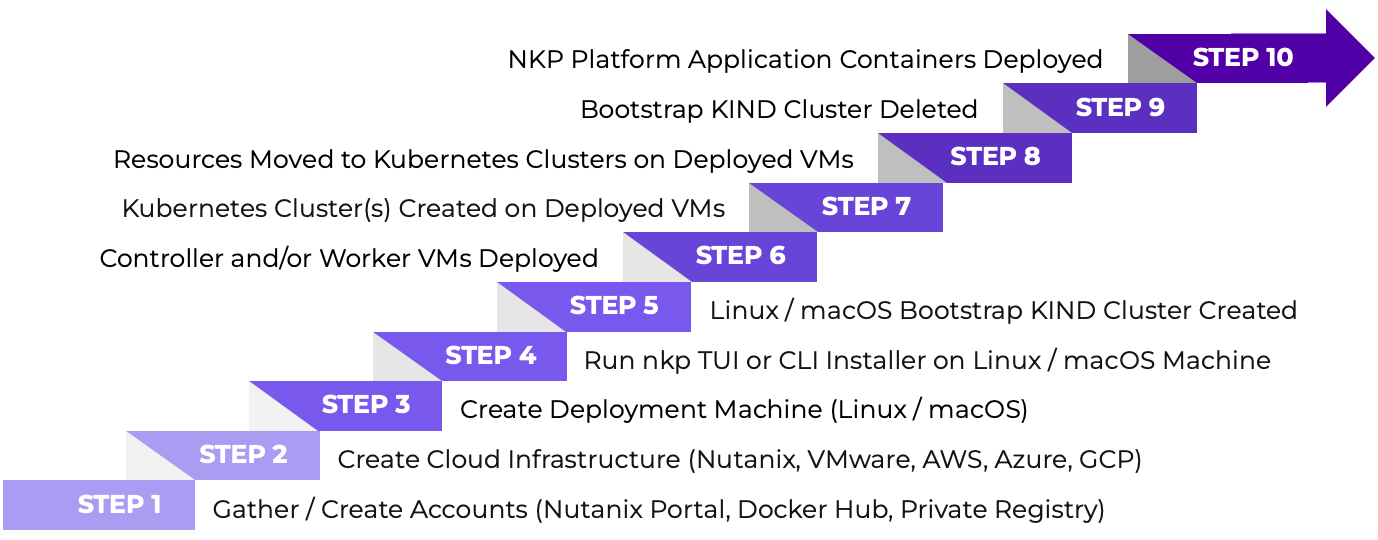 NKP Platform Application Containers Deployed STEP 10
Bootstrap KIND Cluster Deleted STEP 9
Resources Moved to Kubernetes Clusters on Deployed VMs STEP 8
Kubernetes Cluster(s) Created on Deployed VMs STEP 7
Controller and/or Worker VMs Deployed STEP 6
STEP 5 Linux / macOS Bootstrap KIND Cluster Created
STEP 4 Run nkp TUI or CLI Installer on Linux / macOS Machine
STEP 3 Create Deployment Machine (Linux / macOS)
STEP 2 Create Cloud Infrastructure (Nutanix, VMware, AWS, Azure, GCP)
STEP 1 Gather / Create Accounts (Nutanix Portal, Docker Hub, Private Registry)